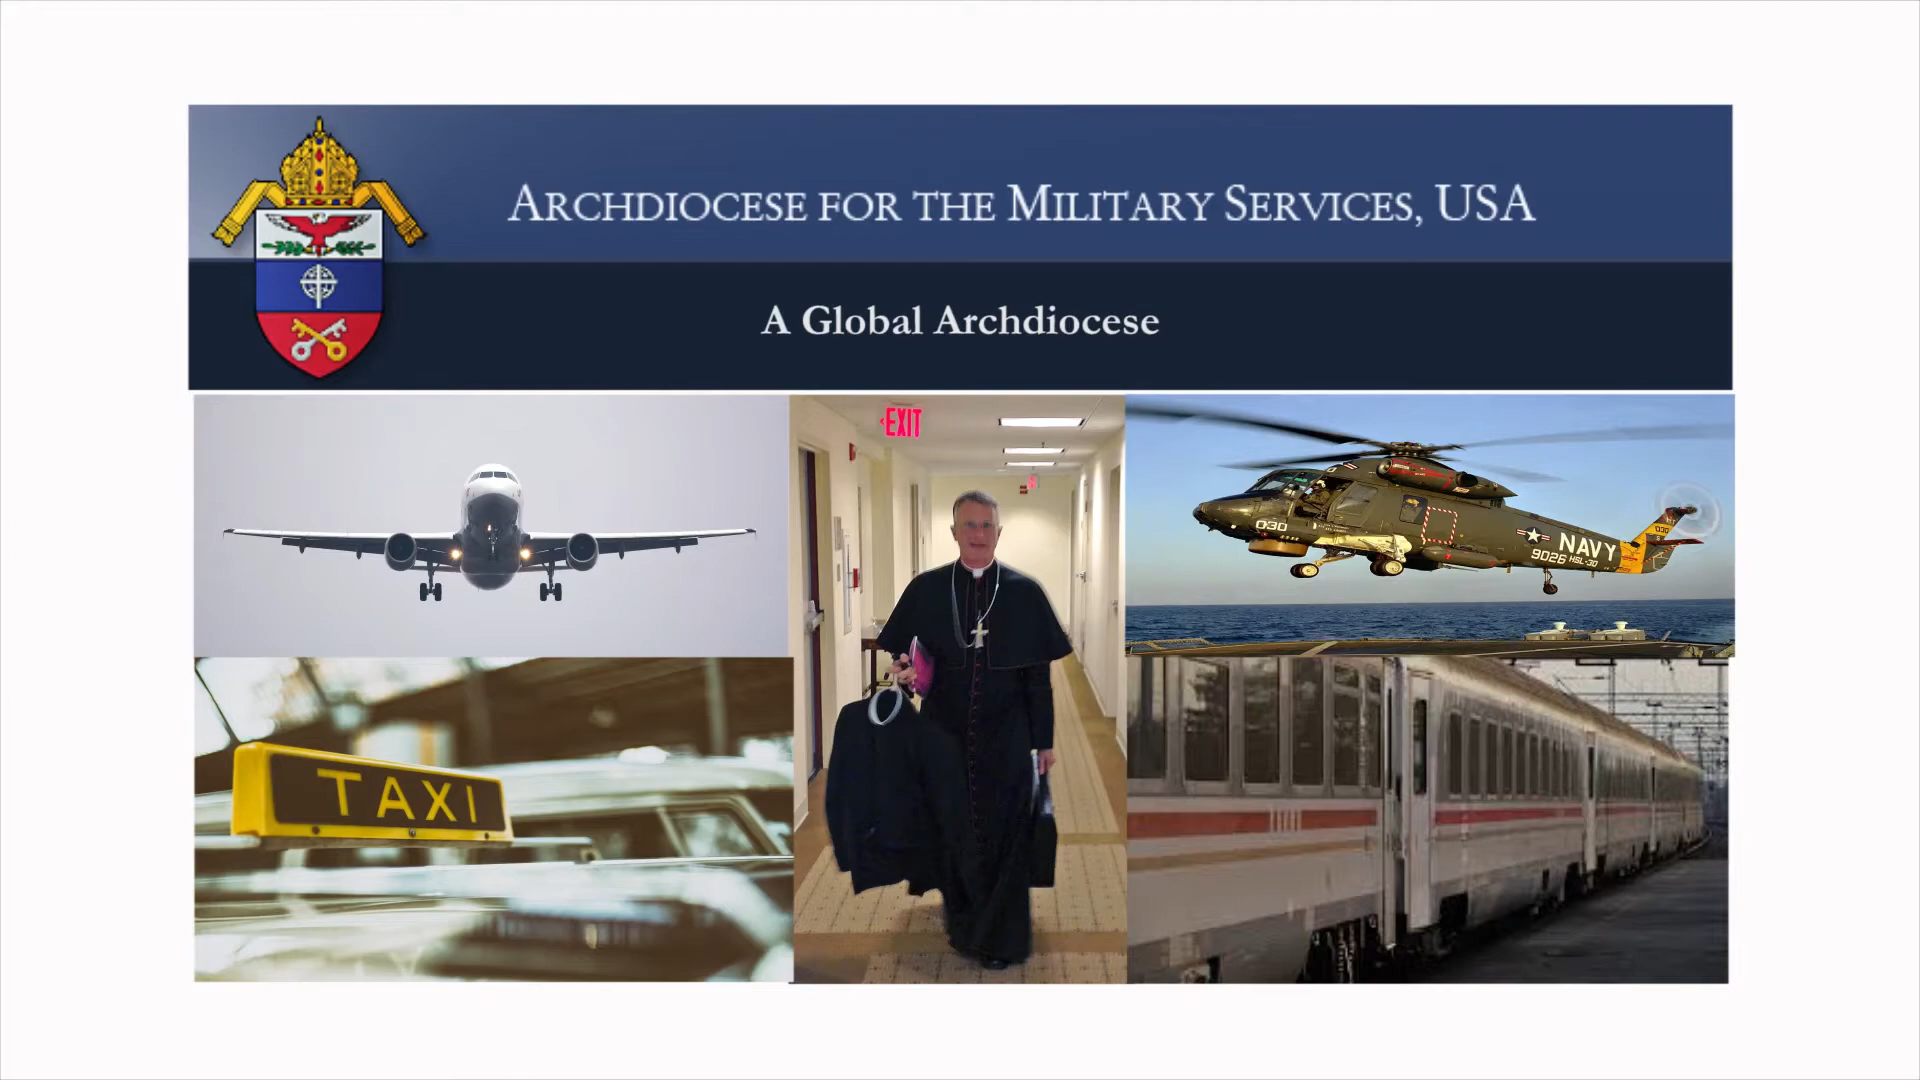 ARCHDIOCESE FOR THE MILITARY SERVICES, USA
A Global Archdiocese
EXIT
030
NAVY
9026 HSL-30
TAXI